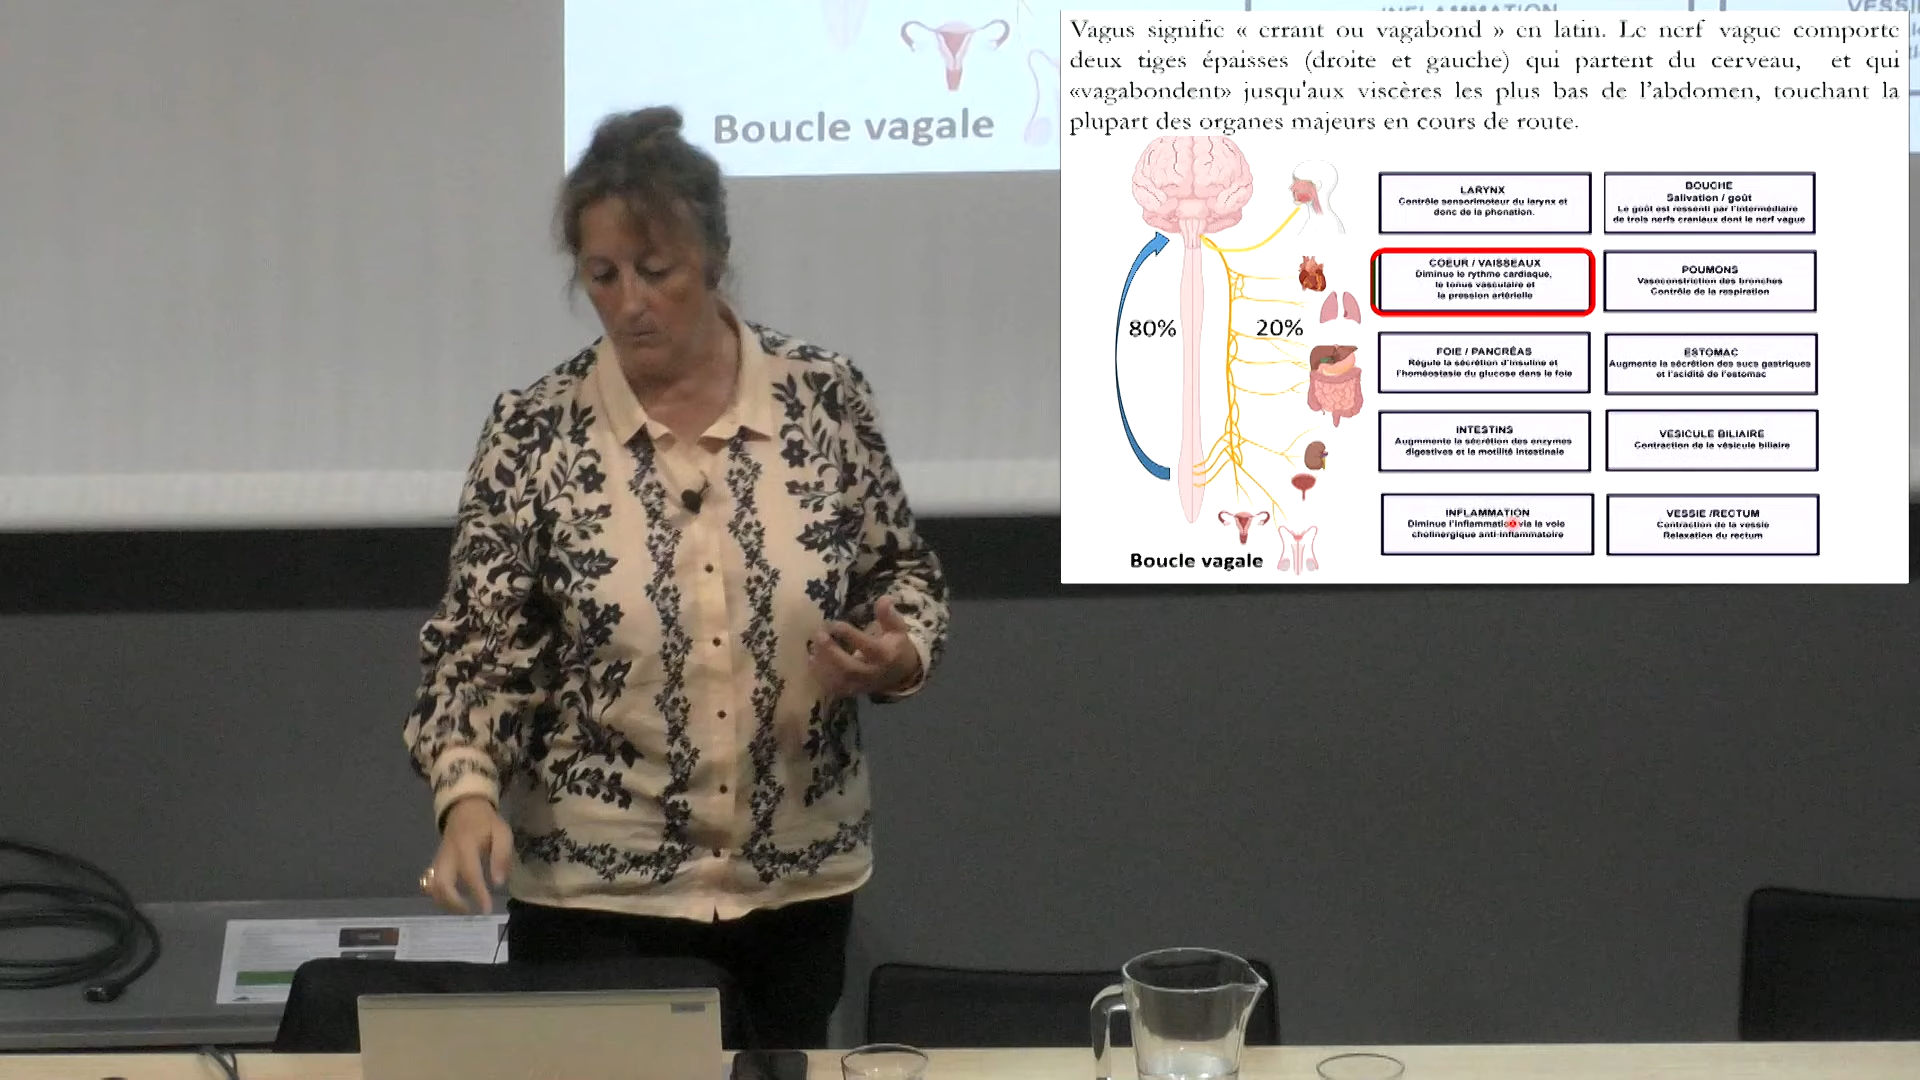 Boucle vagale
Vagus signifie « errant ou vagabond » en latin. Le nerf vague comporte
deux tiges épaisses (droite et gauche) qui partent du cerveau, et qui
«vagabondent» jusqu'aux viscères les plus bas de l'abdomen, touchant la
plupart des organes majeurs en cours de route.
LARYNX
Contrôle sensorimoteur du larynx et
donc de la phonation.
BOUCHE
Salivation / goût
Le goût est ressenti par l'intermédiaire
de trois nerfs craniéux dont le nerf vague
COEUR / VAISSEAUX
Diminue le rythme cardiaque,
le tonus vasculaire et
la pression artérielle
POUMONS
Vasoconstriction des bronches
Contrôle de la respiration
80%
20%
FOIE / PANCRÉAS
Régule la sécrétion d'insuline et
l'homéostasie du glucose dans le foie
ESTOMAC
Augmente la sécrétion des sucs gastriques
et l'acidité de l'estomac
INTESTINS
Augmmente la sécrétion des enzymes
digestives et la motilité intestinale
VESICULE BILIAIRE
Contraction de la vésicule biliaire
INFLAMMATION
Diminue l'inflammation via la voie
cholinergique anti-inflammatoire
VESSIE /RECTUM
Contraction de la vessie
Relaxation du rectum
Boucle vagale